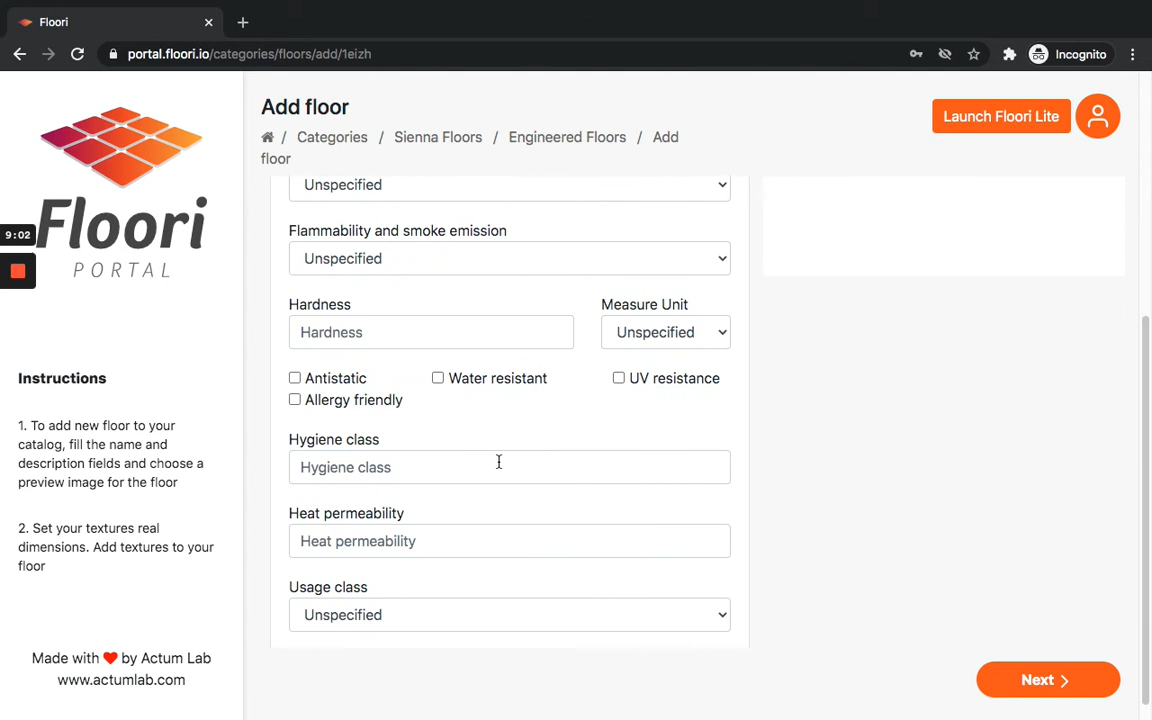 Floori
portal.floori.io/categories/floors/add/1eizh
Incognito
Floori
PORTAL
9:02
Instructions
1. To add new floor to your
catalog, fill the name and
description fields and choose a
preview image for the floor
2. Set your textures real
dimensions. Add textures to your
floor
Made with ❤ by Actum Lab
www.actumlab.com
Add floor
Launch Floori Lite
/ Categories / Sienna Floors / Engineered Floors / Add
floor
Unspecified
Flammability and smoke emission
Unspecified
Hardness
Measure Unit
Hardness
Unspecified
Antistatic
Water resistant
UV resistance
Allergy friendly
Hygiene class
Hygiene class
Heat permeability
Heat permeability
Usage class
Unspecified
Next